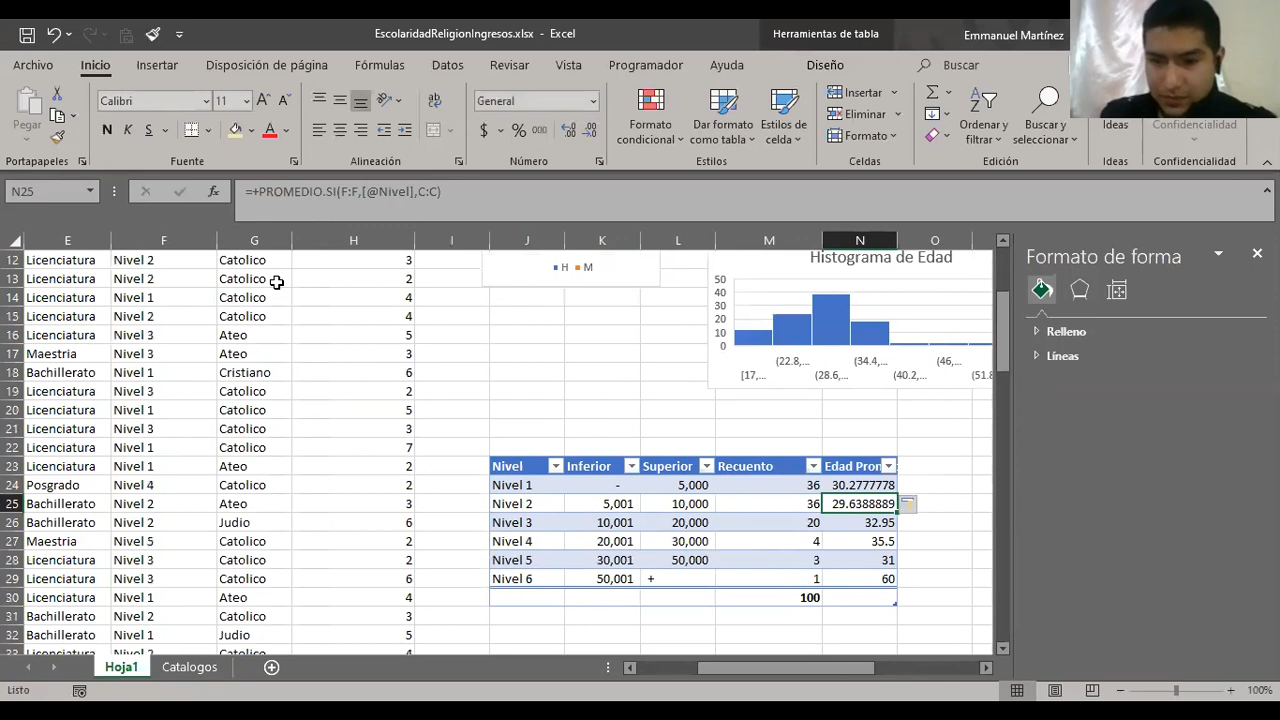 EscolaridadReligionIngresos.xlsx - Excel
Herramientas de tabla
Emmanuel Martínez
Archivo Inicio Insertar Disposición de página Fórmulas Datos Revisar Vista Programador Ayuda Diseño Buscar
Pegar
Calibri 11
N K S
General
$ % 000
Formato condicional
Dar formato como tabla
Estilos de celda
Insertar
Eliminar
Formato
Ordenar y filtrar
Buscar y seleccionar
Ideas
Confidencialidad
Portapapeles Fuente Alineación Número Estilos Celdas Edición Ideas Confidencialidad
N25 fx =+PROMEDIO.SI(F:F,[@Nivel],C:C)
E F G H I J K L M N O
12 Licenciatura Nivel 2 Catolico 3
13 Licenciatura Nivel 2 Catolico 2
14 Licenciatura Nivel 1 Catolico 4
15 Licenciatura Nivel 2 Catolico 4
16 Licenciatura Nivel 3 Ateo 5
17 Maestria Nivel 3 Ateo 3
18 Bachillerato Nivel 1 Cristiano 6
19 Licenciatura Nivel 3 Catolico 2
20 Licenciatura Nivel 1 Catolico 5
21 Licenciatura Nivel 3 Catolico 3
22 Licenciatura Nivel 1 Catolico 7
23 Licenciatura Nivel 1 Ateo 2
24 Posgrado Nivel 4 Catolico 2
25 Bachillerato Nivel 2 Ateo 3
26 Bachillerato Nivel 2 Judio 6
27 Maestria Nivel 5 Catolico 2
28 Licenciatura Nivel 3 Catolico 2
29 Licenciatura Nivel 3 Catolico 6
30 Licenciatura Nivel 1 Ateo 4
31 Bachillerato Nivel 2 Catolico 3
32 Bachillerato Nivel 1 Judio 5
Licenciatura Nivel 2 Catolico 4
H M
Histograma de Edad
50
40
30
20
10
0
[17,... (22.8,... (28.6,... (34.4,... (40.2,... (46,... (51.8
Nivel Inferior Superior Recuento Edad Prom
Nivel 1 - 5,000 36 30.2777778
Nivel 2 5,001 10,000 36 29.6388889
Nivel 3 10,001 20,000 20 32.95
Nivel 4 20,001 30,000 4 35.5
Nivel 5 30,001 50,000 3 31
Nivel 6 50,001 + 1 60
100
Formato de forma
Relleno
Líneas
Hoja1 Catalogos
Listo
100%